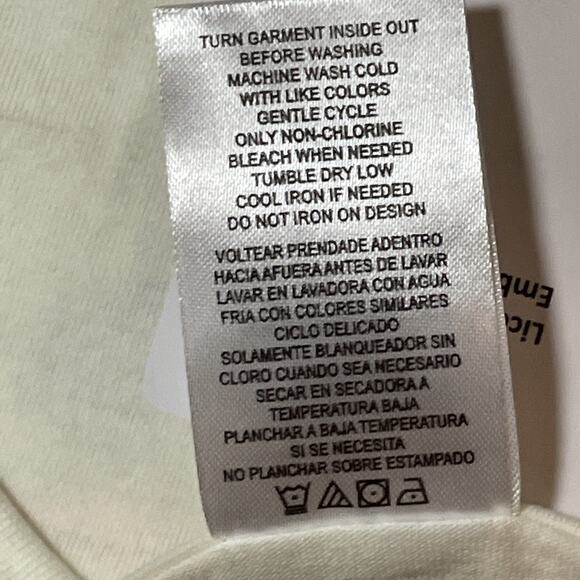 TURN GARMENT INSIDE OUT
BEFORE WASHING
MACHINE WASH COLD
WITH LIKE COLORS
GENTLE CYCLE
ONLY NON-CHLORINE
BLEACH WHEN NEEDED
TUMBLE DRY LOW
COOL IRON IF NEEDED
DO NOT IRON ON DESIGN
VOLTEAR PRENDADE ADENTRO
HACIA AFUERA ANTES DE LAVAR
LAVAR EN LAVADORA CON AGUA
FRIA CON COLORES SIMILARES
CICLO DELICADO
SOLAMENTE BLANQUEADOR SIN
CLORO CUANDO SEA NECESARIO
SECAR EN SECADORA A
TEMPERATURA BAJA
PLANCHAR A BAJA TEMPERATURA
SI SE NECESITA
NO PLANCHAR SOBRE ESTAMPADO